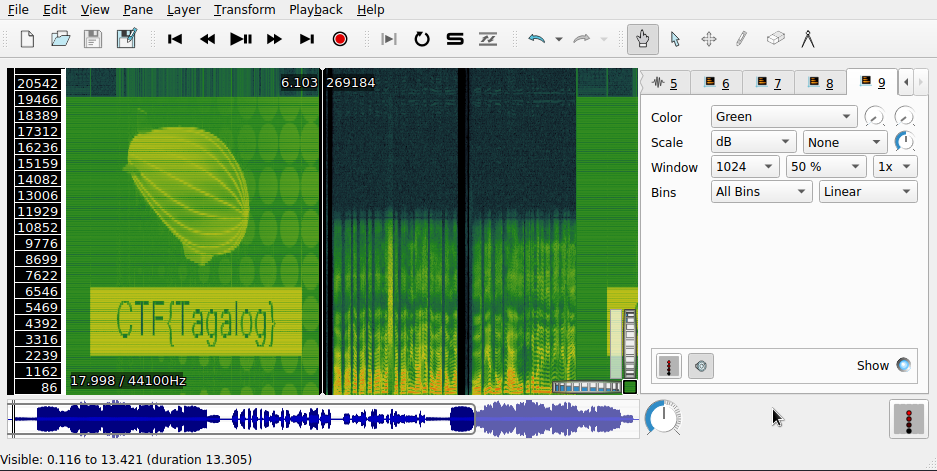 File Edit View Pane Layer Transform Playback Help
6.103 269184
5 6 7 8 9
20542
19466
18389
17312
16236
15159
14082
13006
11929
10852
9776
8699
7622
6546
5469
4392
3316
2239
1162
86
CTF{Tagalog}
17.998 / 44100Hz
Color Green
Scale dB None
Window 1024 50 % 1x
Bins All Bins Linear
Show
Visible: 0.116 to 13.421 (duration 13.305)